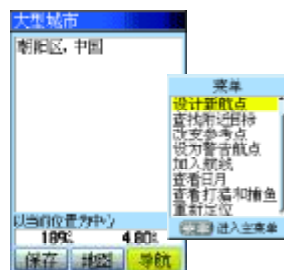 大型城市
朝阳区，中国
以当前位置为中心
189°
4.80
保存 地图 导航
菜单
设计新航点
查找附近目标
改变参考点
设为警告航点
加入航线
查看日月
查看打猎和捕鱼
重新定位
进入主菜单